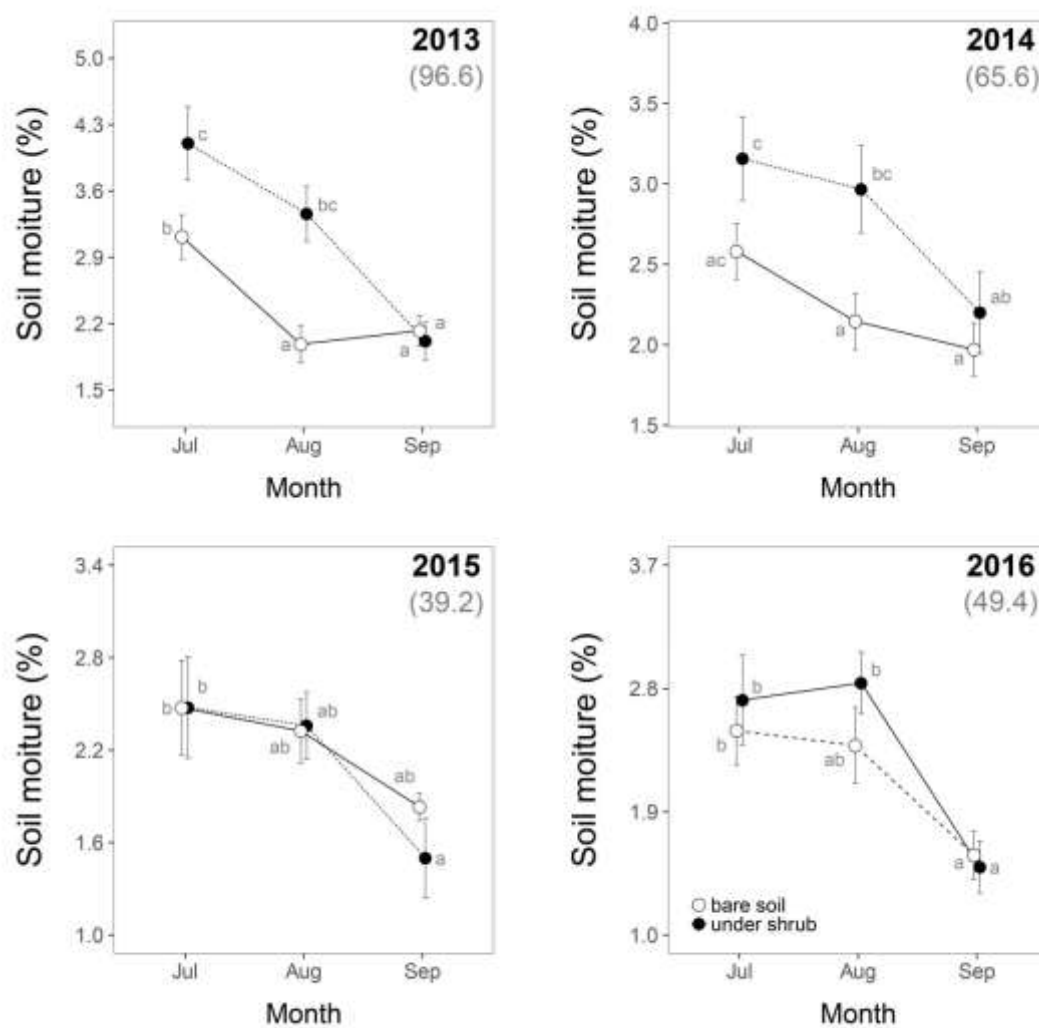 2013
(96.6)
Soil moiture (%)
5.0
4.3
3.6
2.9
2.2
1.5
c
bc
b
a
a
a
Jul Aug Sep
Month
2014
(65.6)
Soil moiture (%)
4.0
3.5
3.0
2.5
2.0
1.5
c
bc
ac
ab
a
a
Jul Aug Sep
Month
2015
(39.2)
Soil moiture (%)
3.4
2.8
2.2
1.6
1.0
b
b
ab
ab
ab
a
Jul Aug Sep
Month
2016
(49.4)
Soil moiture (%)
3.7
2.8
1.9
1.0
b
b
b
ab
a
a
bare soil
under shrub
Jul Aug Sep
Month